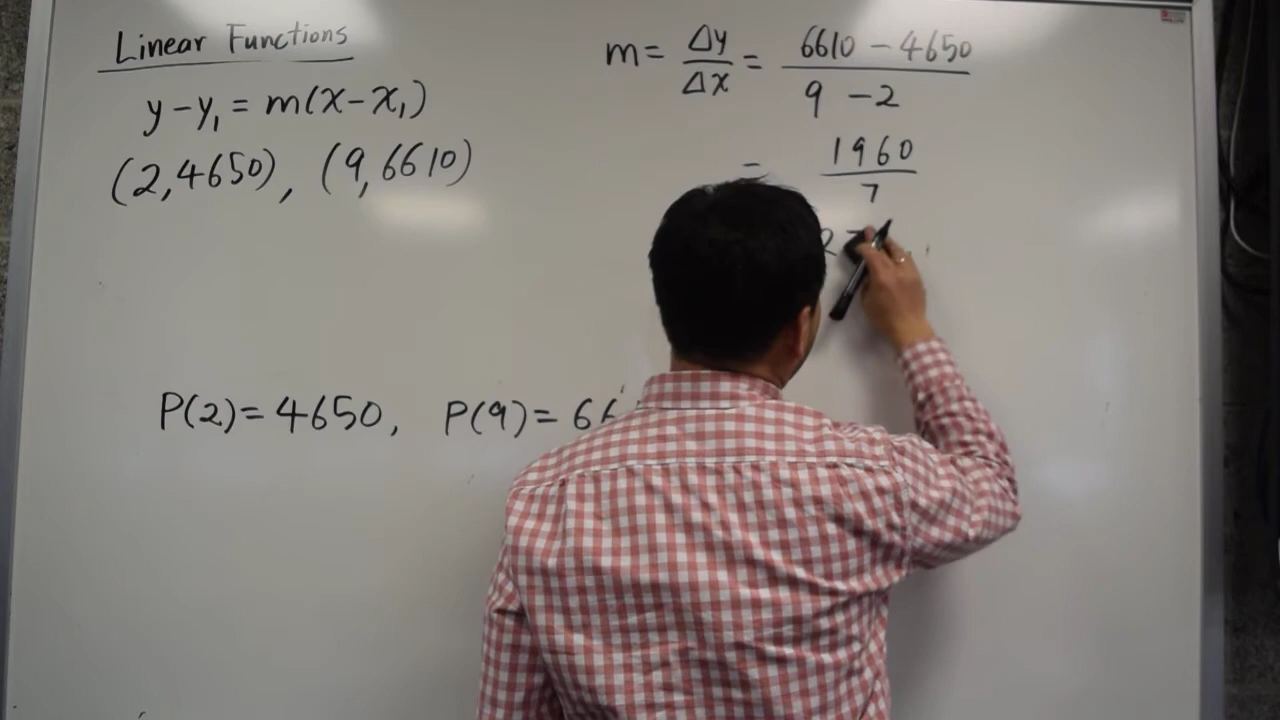 Linear Functions
y-y₁ = m(x-x₁)
(2,4650), (9,6610)
m = Δy/Δx = (6610 - 4650)/(9 - 2)
= 1960/7
P(2)=4650, P(9)=66